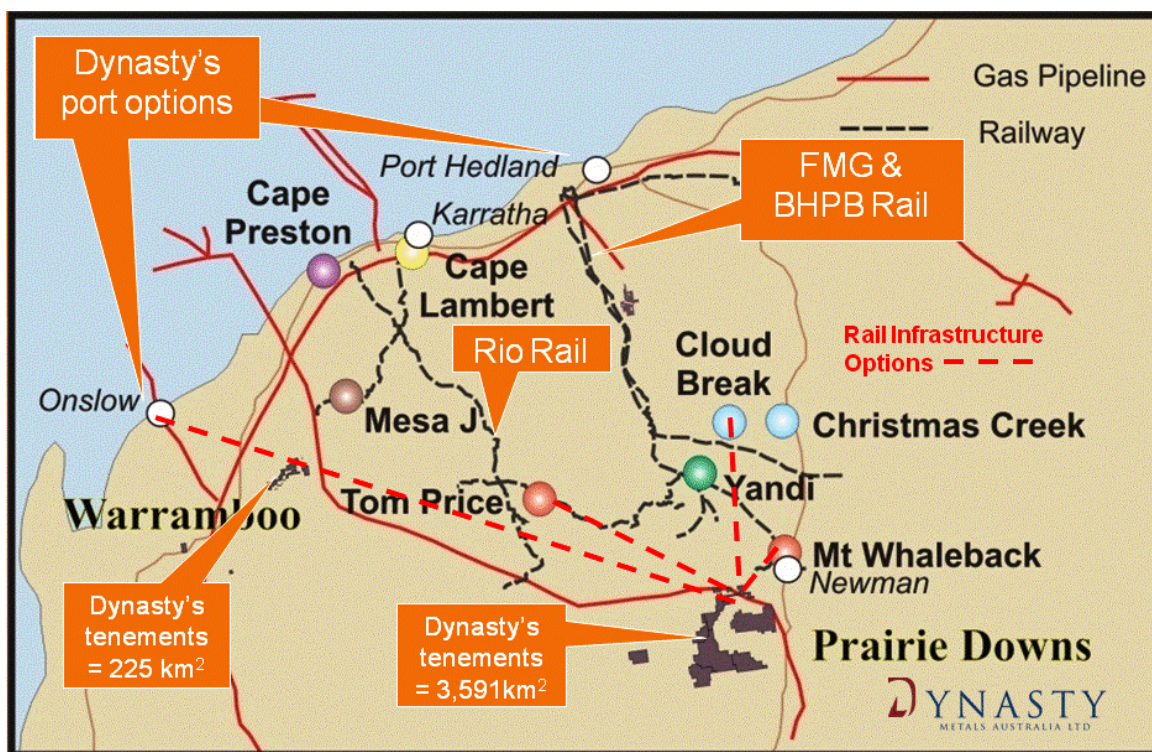 Dynasty's
port options
Gas Pipeline
Railway
Port Hedland
FMG &
BHPB Rail
Cape
Preston
Karratha
Cape
Lambert
Rio Rail
Rail Infrastructure
Options
Cloud
Break
Onslow
Mesa J
Christmas Creek
Warramboo
Tom Price
Yandi
Mt Whaleback
Newman
Dynasty's
tenements
= 225 km²
Dynasty's
tenements
= 3,591km²
Prairie Downs
DYNASTY
METALS AUSTRALIA LTD